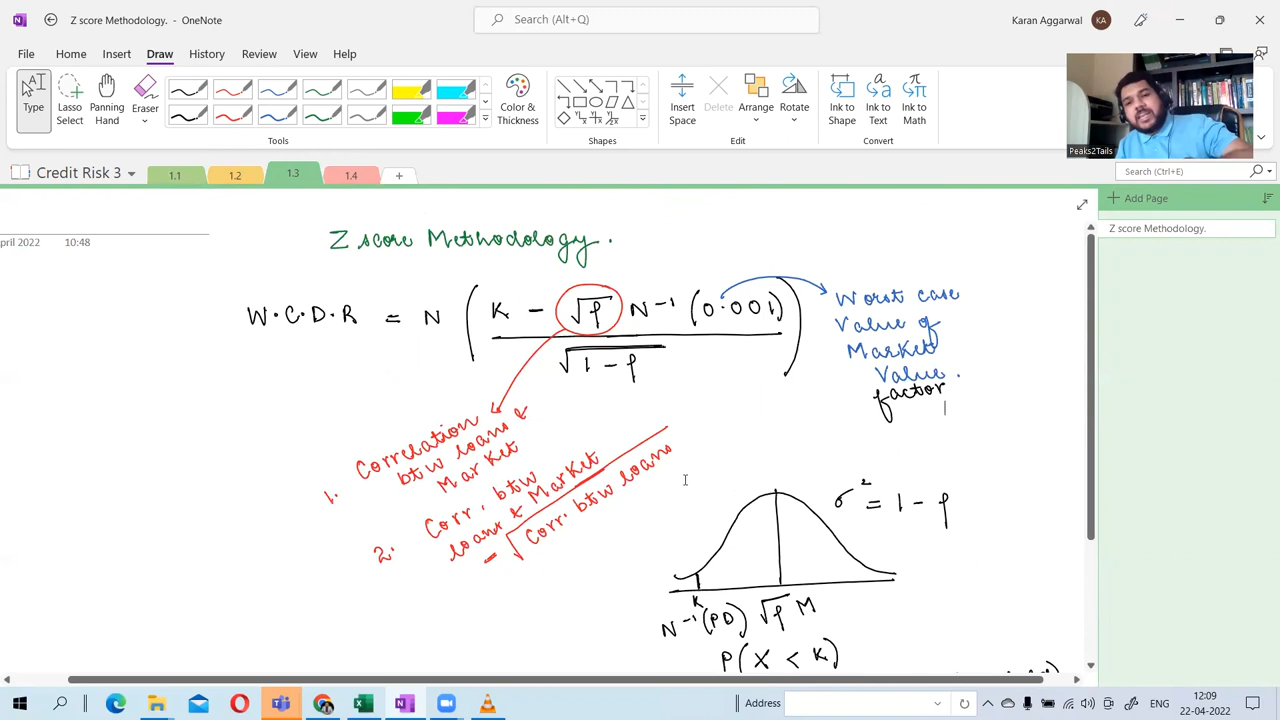 Z score Methodology. - OneNote
Search (Alt+Q)
Karan Aggarwal
KA
File Home Insert Draw History Review View Help
Type
Lasso Select
Panning Hand
Eraser
Color & Thickness
Insert Space
Delete
Arrange
Rotate
Ink to Shape
Ink to Text
Ink to Math
Tools
Shapes
Edit
Convert
Peaks2Tails
Credit Risk 3
1.1
1.2
1.3
1.4
Search (Ctrl+E)
Add Page
Z score Methodology.
pril 2022 10:48
Z score Methodology.
W.C.D.R = N ( K - √ρ N⁻¹ (0.001) )
√1 - ρ
Worst case
Value of
Market
Value.
factor
1. Correlation
btw loans &
Market
2. Corr. btw
loans & Market
= √Corr. btw loans
σ² = 1 - ρ
K
N⁻¹(PD) √ρ M
P(X < K)
Address
12:09
22-04-2022